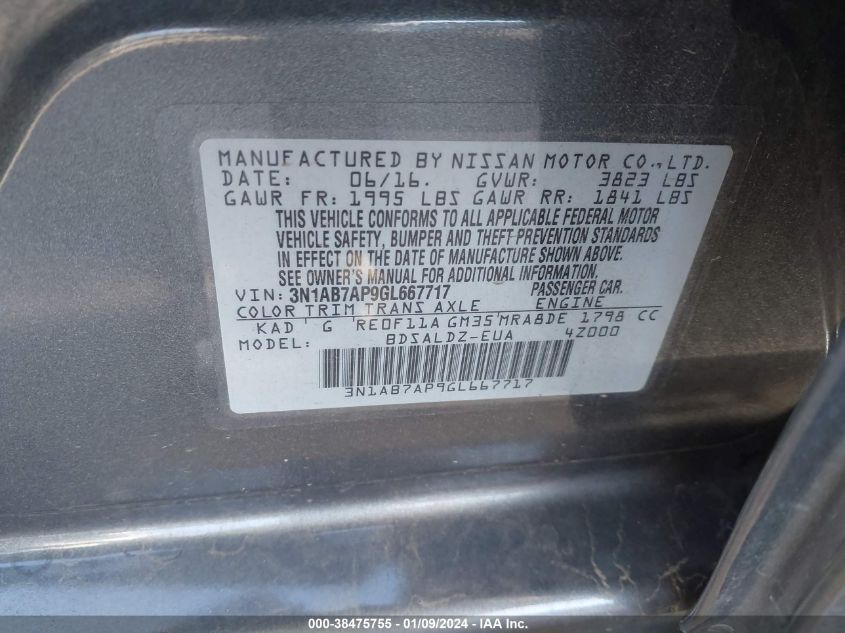 MANUFACTURED BY NISSAN MOTOR CO., LTD.
DATE: 06/16. GVWR: 3823 LBS
GAWR FR: 1995 LBS GAWR RR: 1841 LBS
THIS VEHICLE CONFORMS TO ALL APPLICABLE FEDERAL MOTOR
VEHICLE SAFETY, BUMPER AND THEFT PREVENTION STANDARDS
IN EFFECT ON THE DATE OF MANUFACTURE SHOWN ABOVE.
SEE OWNER'S MANUAL FOR ADDITIONAL INFORMATION.
VIN: 3N1AB7AP9GL667717 PASSENGER CAR.
COLOR TRIM TRANS AXLE ENGINE
KAD G RE0F11A GM35 MRA8DE 1798 CC
MODEL: BDSALDZ-EUA 4Z000
3N1AB7AP9GL667717
000-38475755 - 01/09/2024 - IAA Inc.